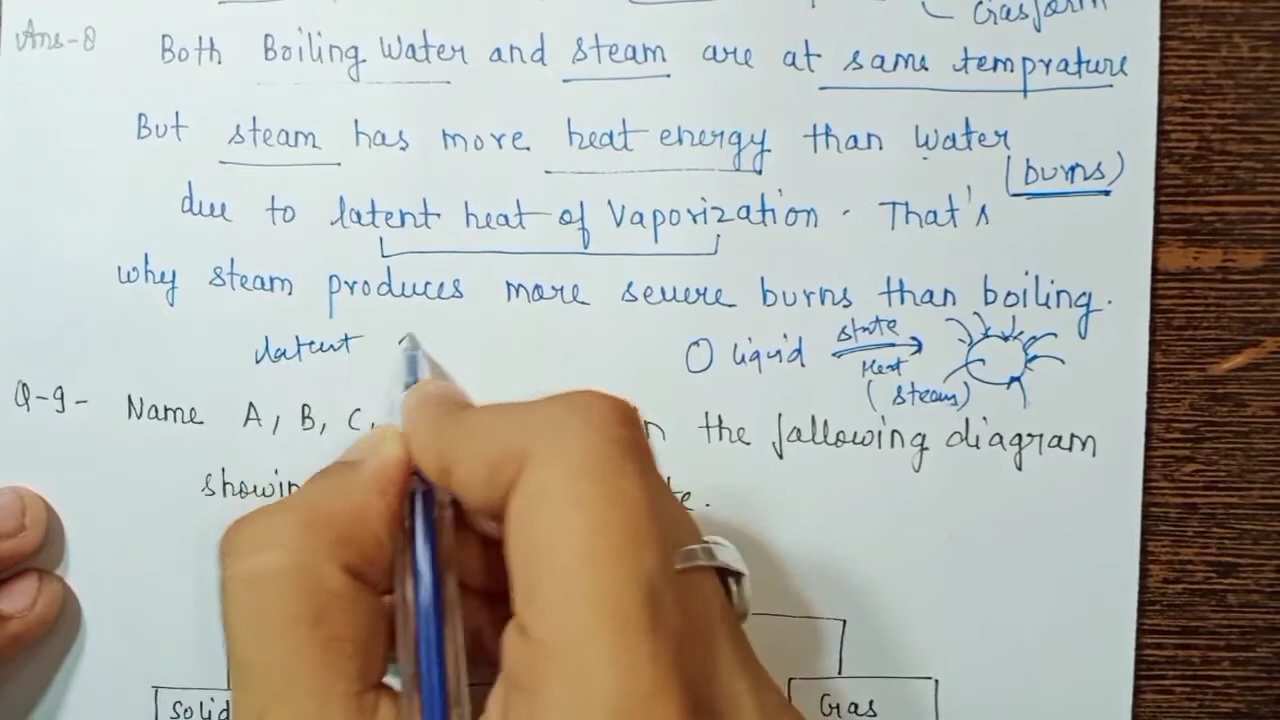 Gas form
Ans-8 Both Boiling Water and steam are at same temprature
But steam has more heat energy than water
(burns)
due to latent heat of Vaporization. That's
why steam produces more severe burns than boiling.
latent
O liquid state Heat (steam)
Q-9- Name A, B, C, in the fallowing diagram
showin
Solid
Gas